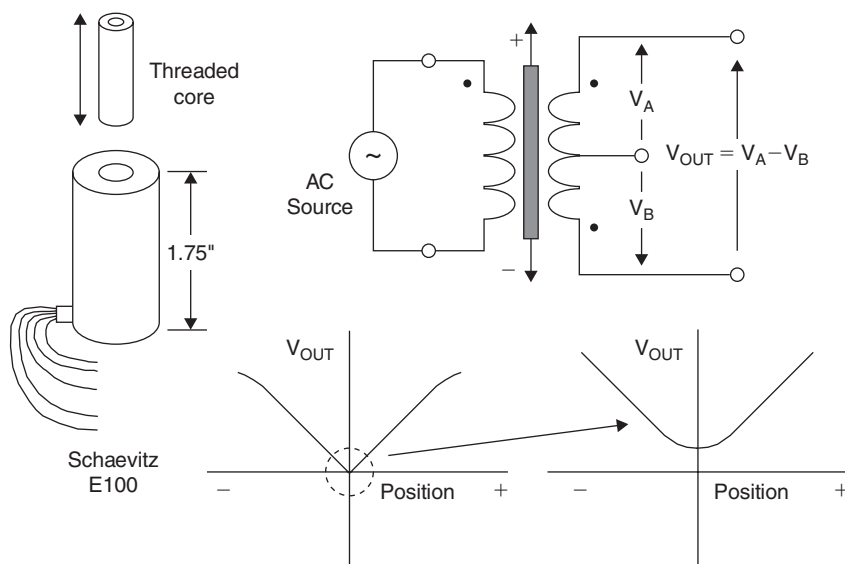 Threaded
core
1.75"
Schaevitz
E100
AC
Source
~
+
−
V_A
V_B
V_OUT = V_A − V_B
V_OUT
−
Position
+
V_OUT
−
Position
+